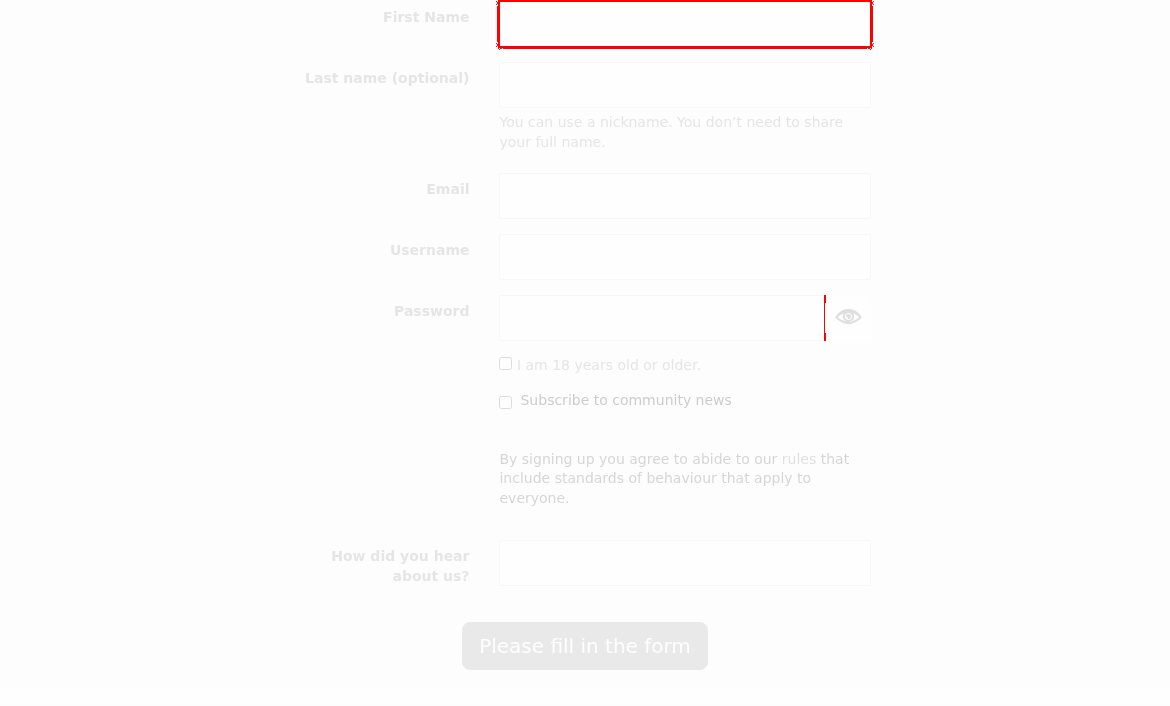 First Name
Last name (optional)
You can use a nickname. You don’t need to share
your full name.
Email
Username
Password
I am 18 years old or older.
Subscribe to community news
By signing up you agree to abide to our rules that
include standards of behaviour that apply to
everyone.
How did you hear
about us?
Please fill in the form